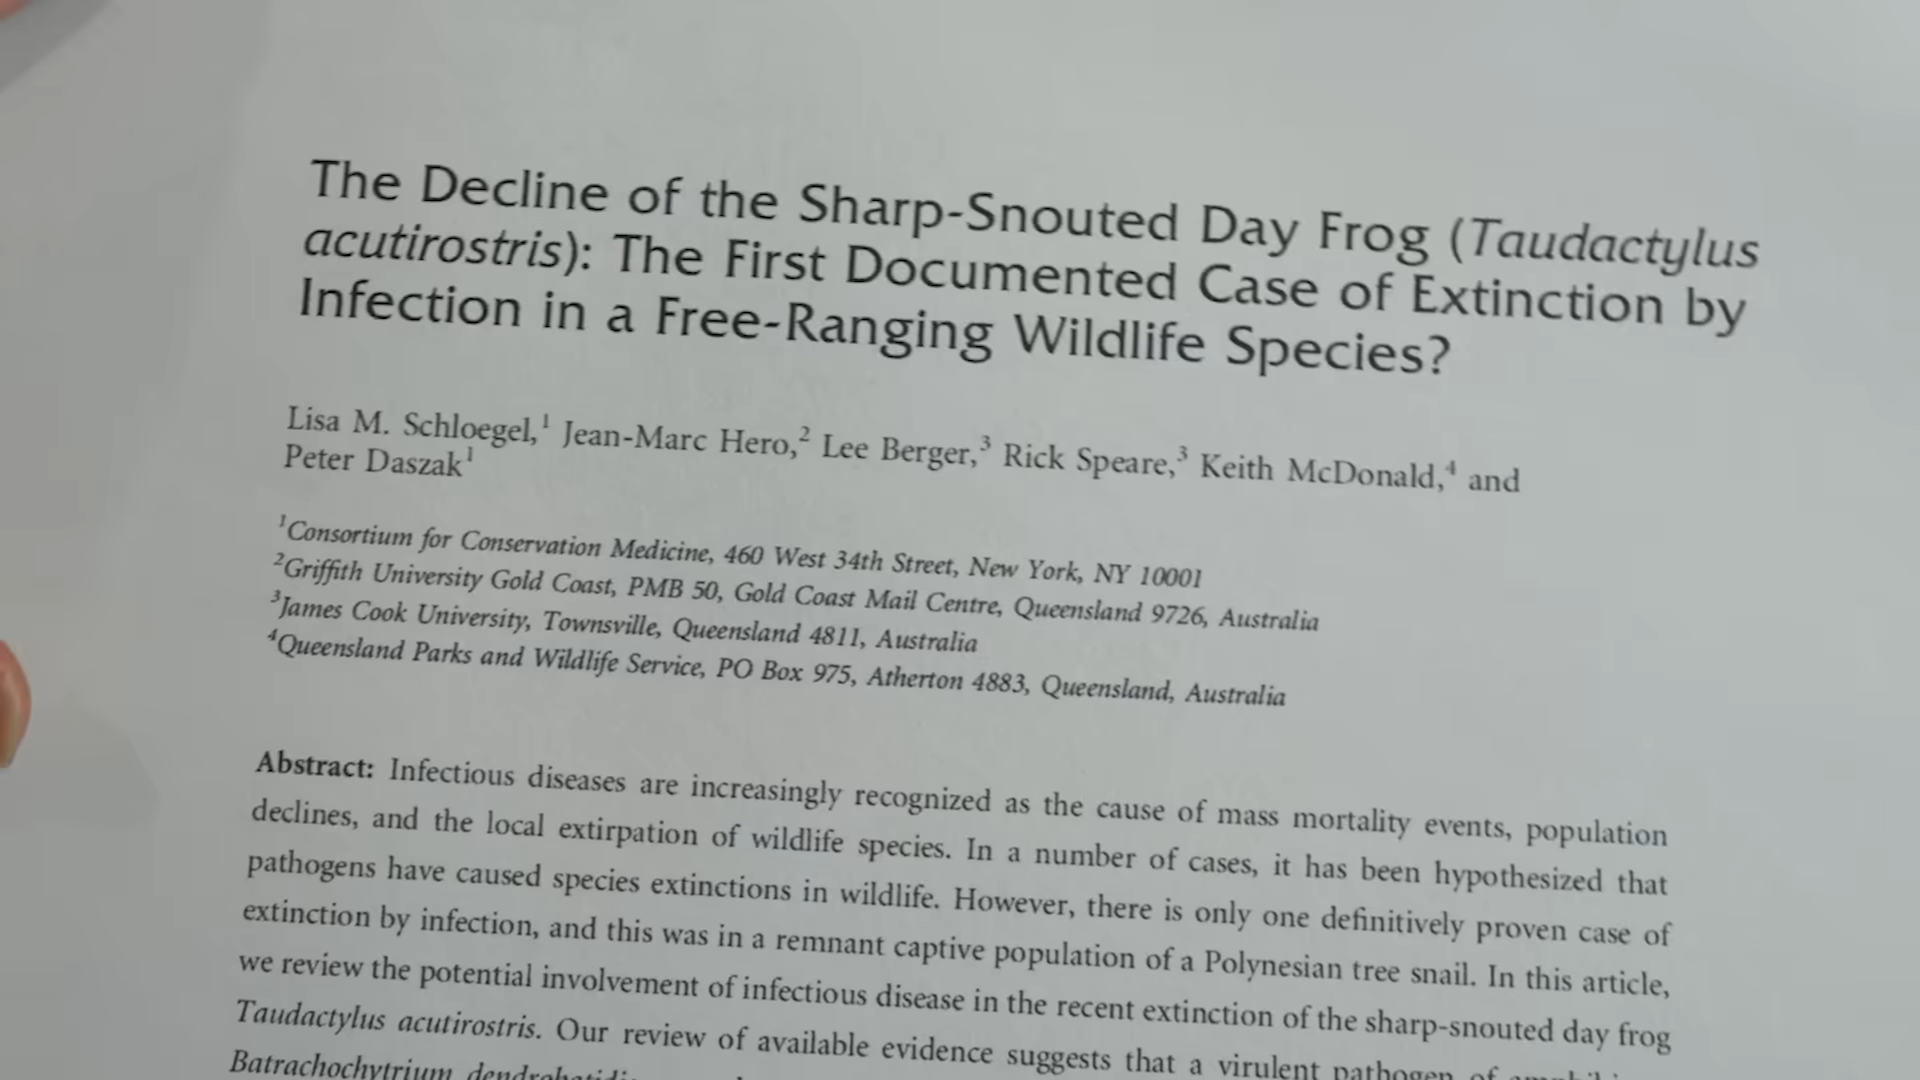 The Decline of the Sharp-Snouted Day Frog (Taudactylus
acutirostris): The First Documented Case of Extinction by
Infection in a Free-Ranging Wildlife Species?
Lisa M. Schloegel,¹ Jean-Marc Hero,² Lee Berger,³ Rick Speare,³ Keith McDonald,⁴ and
Peter Daszak¹
¹Consortium for Conservation Medicine, 460 West 34th Street, New York, NY 10001
²Griffith University Gold Coast, PMB 50, Gold Coast Mail Centre, Queensland 9726, Australia
³James Cook University, Townsville, Queensland 4811, Australia
⁴Queensland Parks and Wildlife Service, PO Box 975, Atherton 4883, Queensland, Australia
Abstract: Infectious diseases are increasingly recognized as the cause of mass mortality events, population
declines, and the local extirpation of wildlife species. In a number of cases, it has been hypothesized that
pathogens have caused species extinctions in wildlife. However, there is only one definitively proven case of
extinction by infection, and this was in a remnant captive population of a Polynesian tree snail. In this article,
we review the potential involvement of infectious disease in the recent extinction of the sharp-snouted day frog
Taudactylus acutirostris. Our review of available evidence suggests that a virulent pathogen of
Batrachochytrium